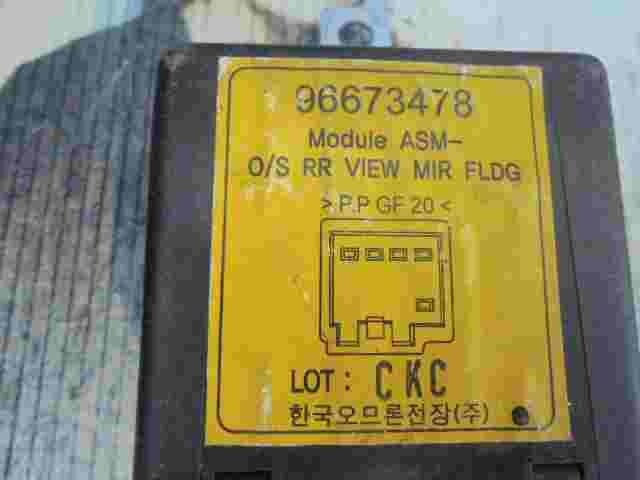 96673478
Module ASM-
O/S RR VIEW MIR FLDG
> P.P GF 20 <
LOT : CKC
한국오므론전장(주)